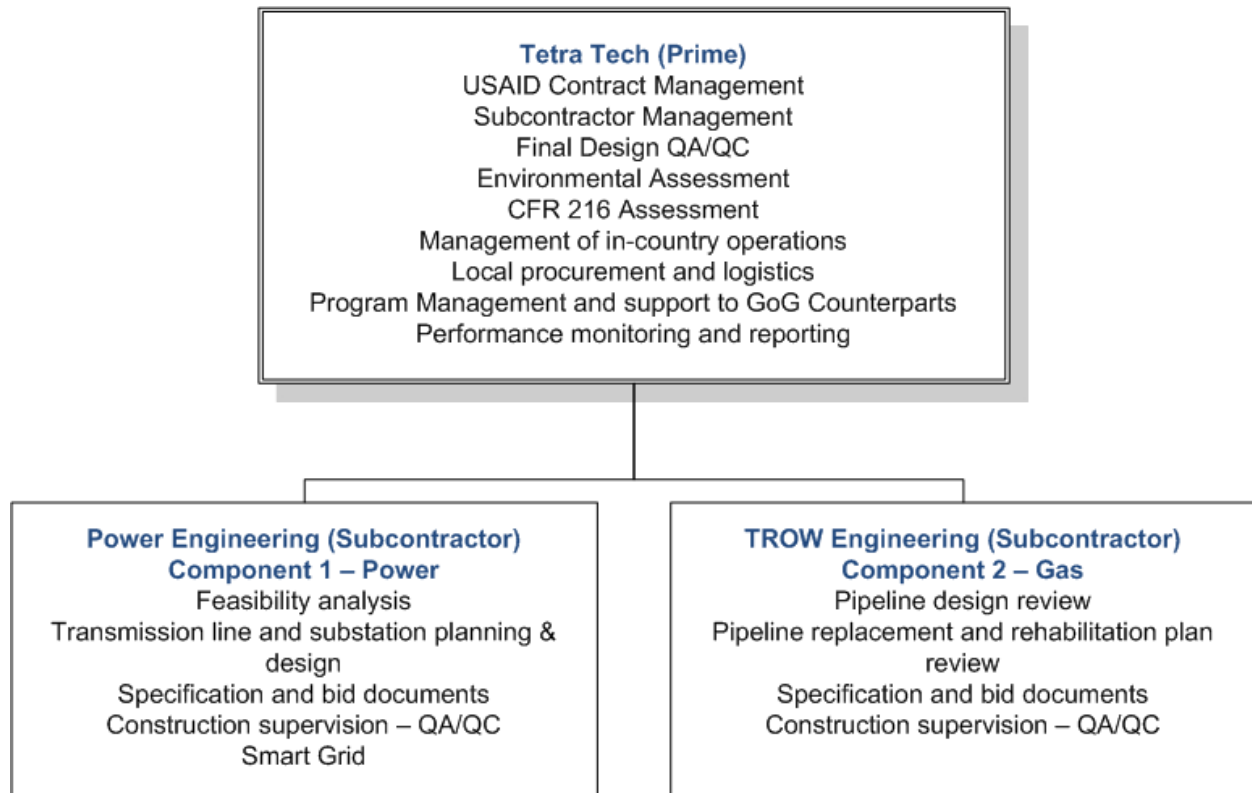 Tetra Tech (Prime)
USAID Contract Management
Subcontractor Management
Final Design QA/QC
Environmental Assessment
CFR 216 Assessment
Management of in-country operations
Local procurement and logistics
Program Management and support to GoG Counterparts
Performance monitoring and reporting
Power Engineering (Subcontractor)
Component 1 – Power
Feasibility analysis
Transmission line and substation planning &
design
Specification and bid documents
Construction supervision – QA/QC
Smart Grid
TROW Engineering (Subcontractor)
Component 2 – Gas
Pipeline design review
Pipeline replacement and rehabilitation plan
review
Specification and bid documents
Construction supervision – QA/QC